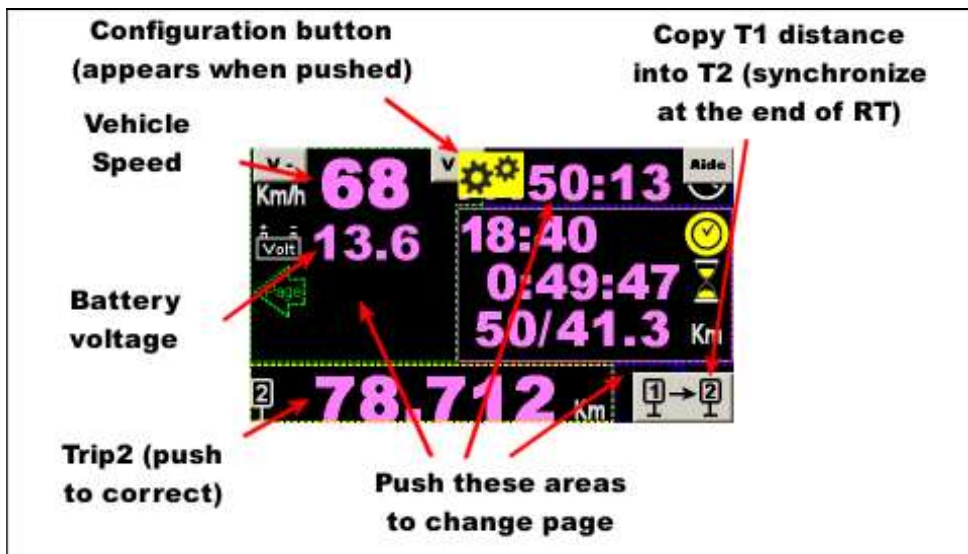 Configuration button
(appears when pushed)
Copy T1 distance
into T2 (synchronize
at the end of RT)
Vehicle
Speed
V -
V
Aide
Km/h 68
50:13
Volt 13.6
18:40
0:49:47
50/41.3 Km
Page
Battery
voltage
2 78.712 Km
1 → 2
Trip2 (push
to correct)
Push these areas
to change page